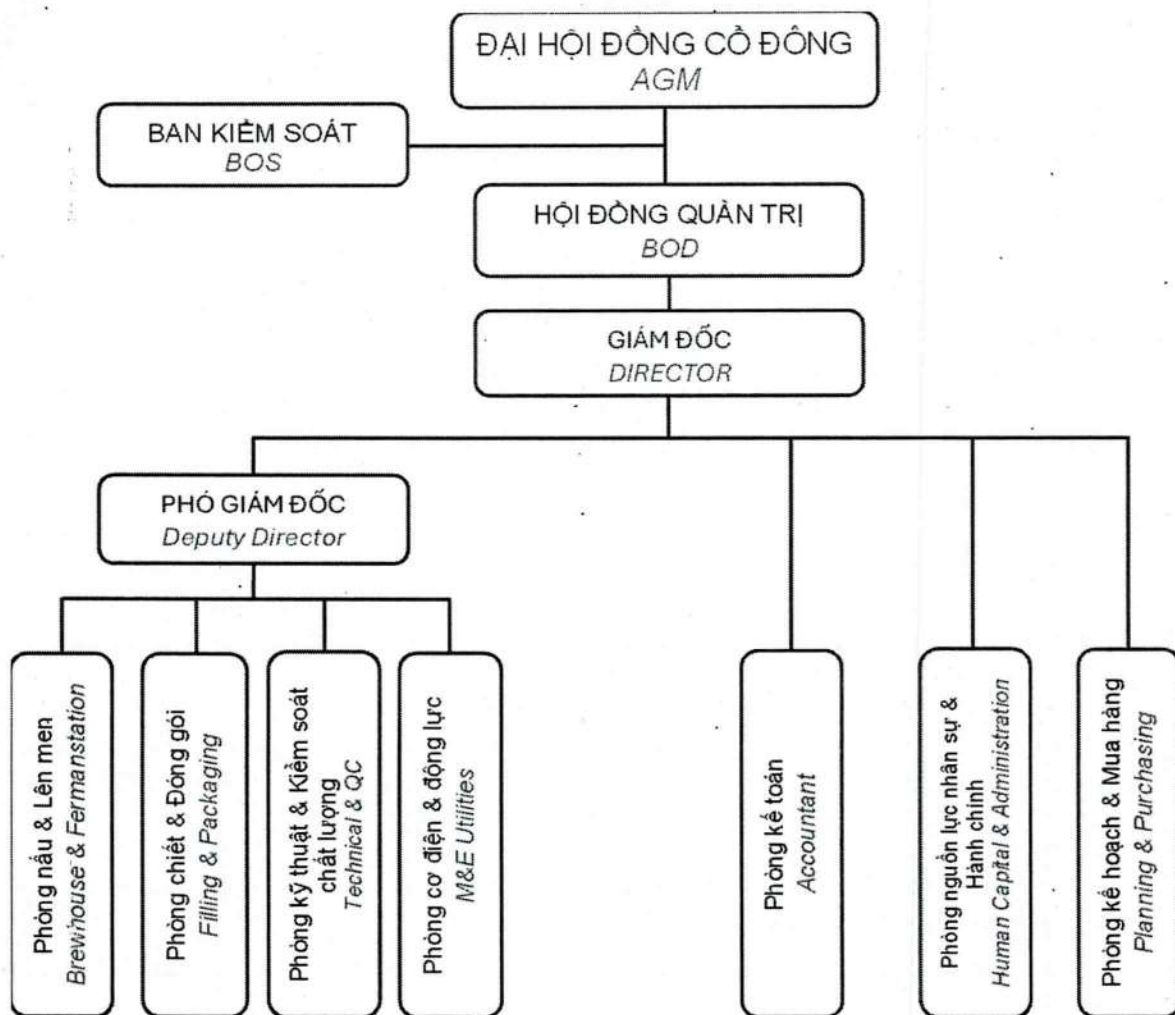 ĐẠI HỘI ĐỒNG CỔ ĐÔNG
AGM
BAN KIỂM SOÁT
BOS
HỘI ĐỒNG QUẢN TRỊ
BOD
GIÁM ĐỐC
DIRECTOR
PHÓ GIÁM ĐỐC
Deputy Director
Phòng nấu & Lên men
Brewhouse & Fermanstation
Phòng chiết & Đóng gói
Filling & Packaging
Phòng kỹ thuật & Kiểm soát
chất lượng
Technical & QC
Phòng cơ điện & động lực
M&E Utilities
Phòng kế toán
Accountant
Phòng nguồn lực nhân sự &
Hành chính
Human Capital & Administration
Phòng kế hoạch & Mua hàng
Planning & Purchasing